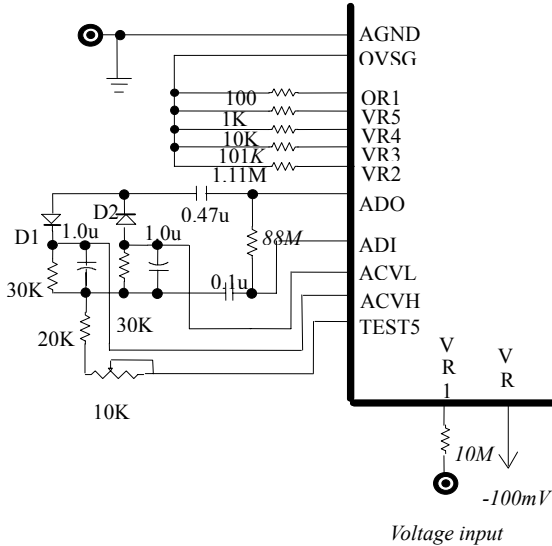 AGND
OVSG
100
OR1
1K
VR5
10K
VR4
101K
VR3
1.11M
VR2
0.47u
ADO
D1
D2
1.0u
1.0u
88M
ADI
30K
30K
0.1u
ACVL
ACVH
20K
TEST5
10K
V
R
1
V
R
10M
-100mV
Voltage input